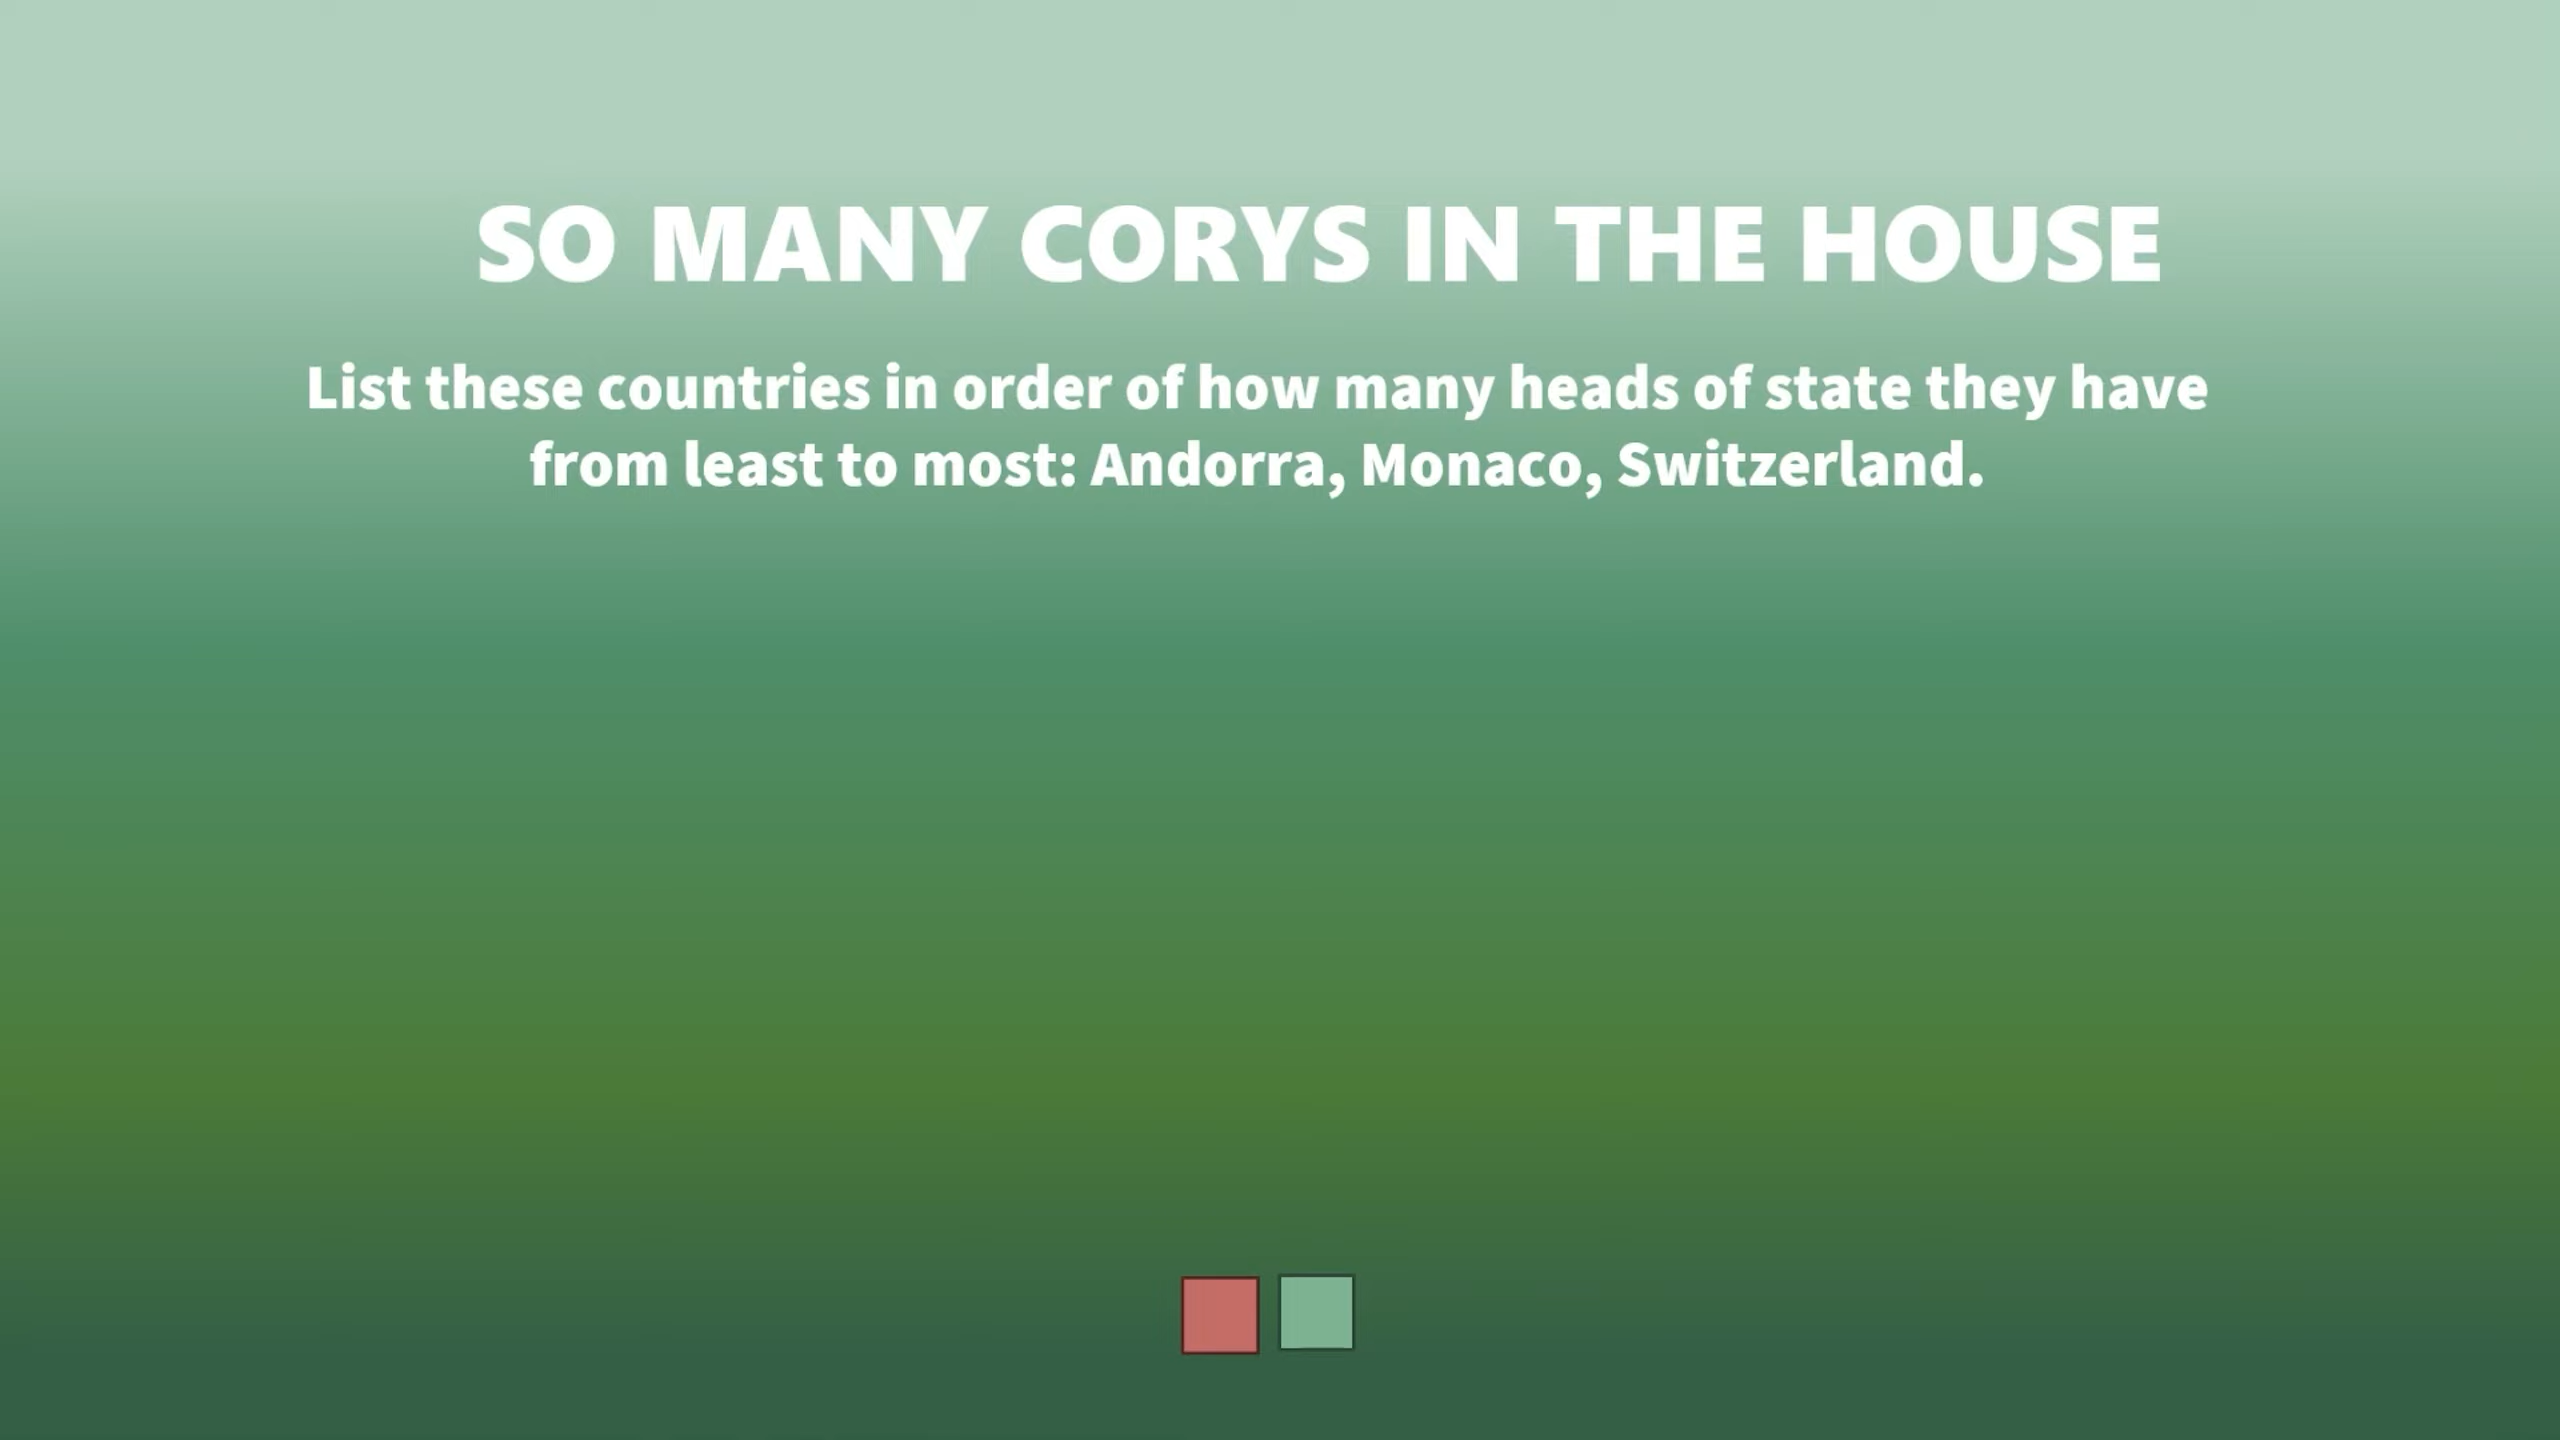 SO MANY CORYS IN THE HOUSE
List these countries in order of how many heads of state they have
from least to most: Andorra, Monaco, Switzerland.